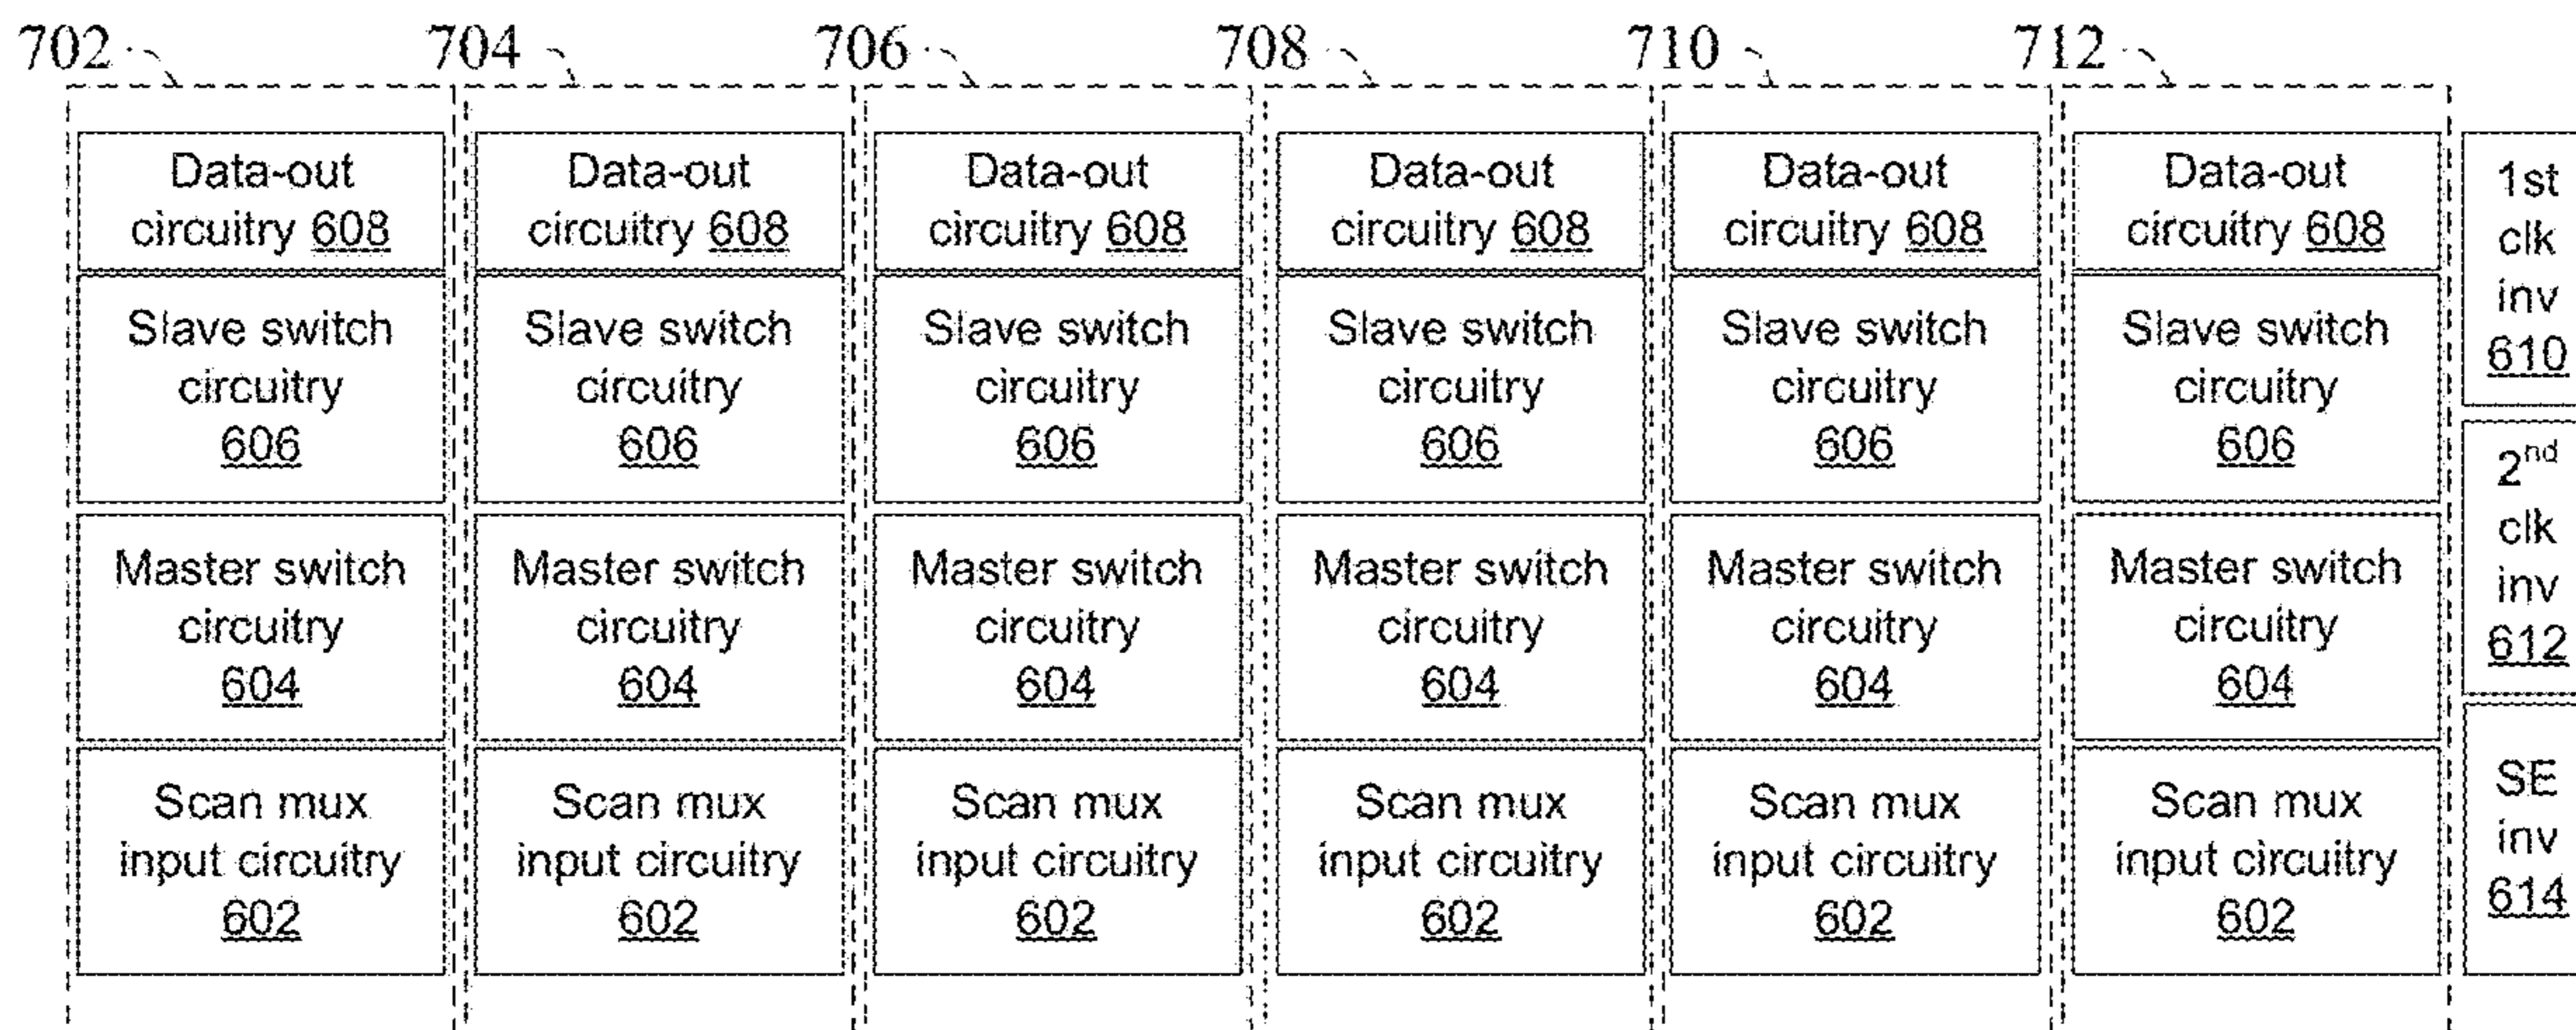 702 704 706 708 710 712
Data-out
circuitry 608
Slave switch
circuitry
606
Master switch
circuitry
604
Scan mux
input circuitry
602
Data-out
circuitry 608
Slave switch
circuitry
606
Master switch
circuitry
604
Scan mux
input circuitry
602
Data-out
circuitry 608
Slave switch
circuitry
606
Master switch
circuitry
604
Scan mux
input circuitry
602
Data-out
circuitry 608
Slave switch
circuitry
606
Master switch
circuitry
604
Scan mux
input circuitry
602
Data-out
circuitry 608
Slave switch
circuitry
606
Master switch
circuitry
604
Scan mux
input circuitry
602
Data-out
circuitry 608
Slave switch
circuitry
606
Master switch
circuitry
604
Scan mux
input circuitry
602
1st
clk
inv
610
2nd
clk
inv
612
SE
inv
614